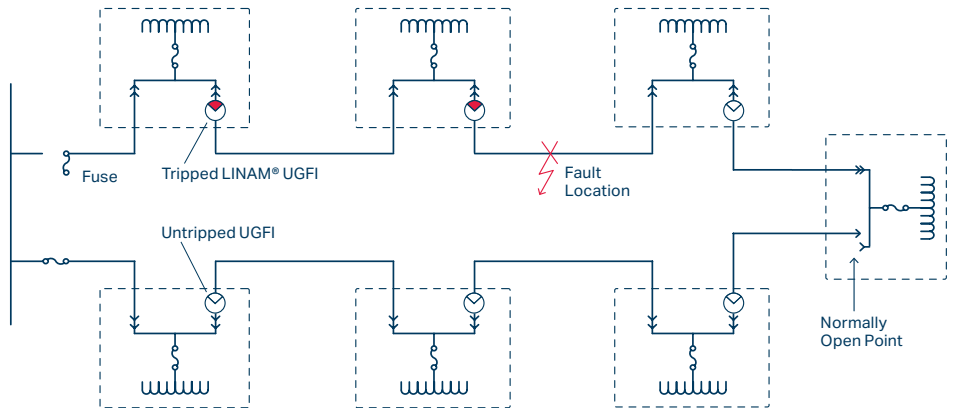 Fuse
Tripped LINAM® UGFI
Fault
Location
Untripped UGFI
Normally
Open Point